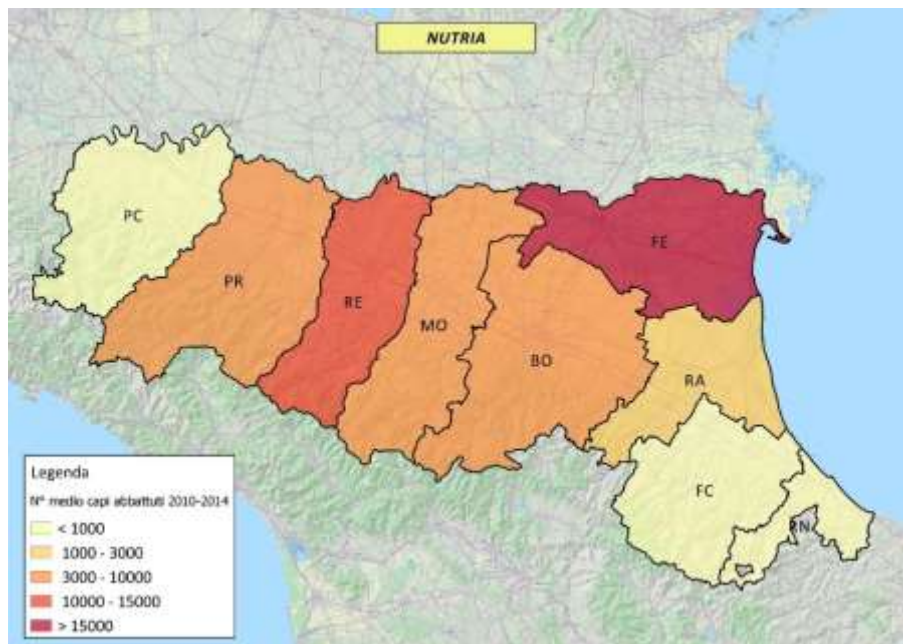 NUTRIA
PC
PR
RE
MO
BO
FE
RA
FC
RN
Legenda
N° medio capi abbattuti 2010-2014
< 1000
1000 - 3000
3000 - 10000
10000 - 15000
> 15000